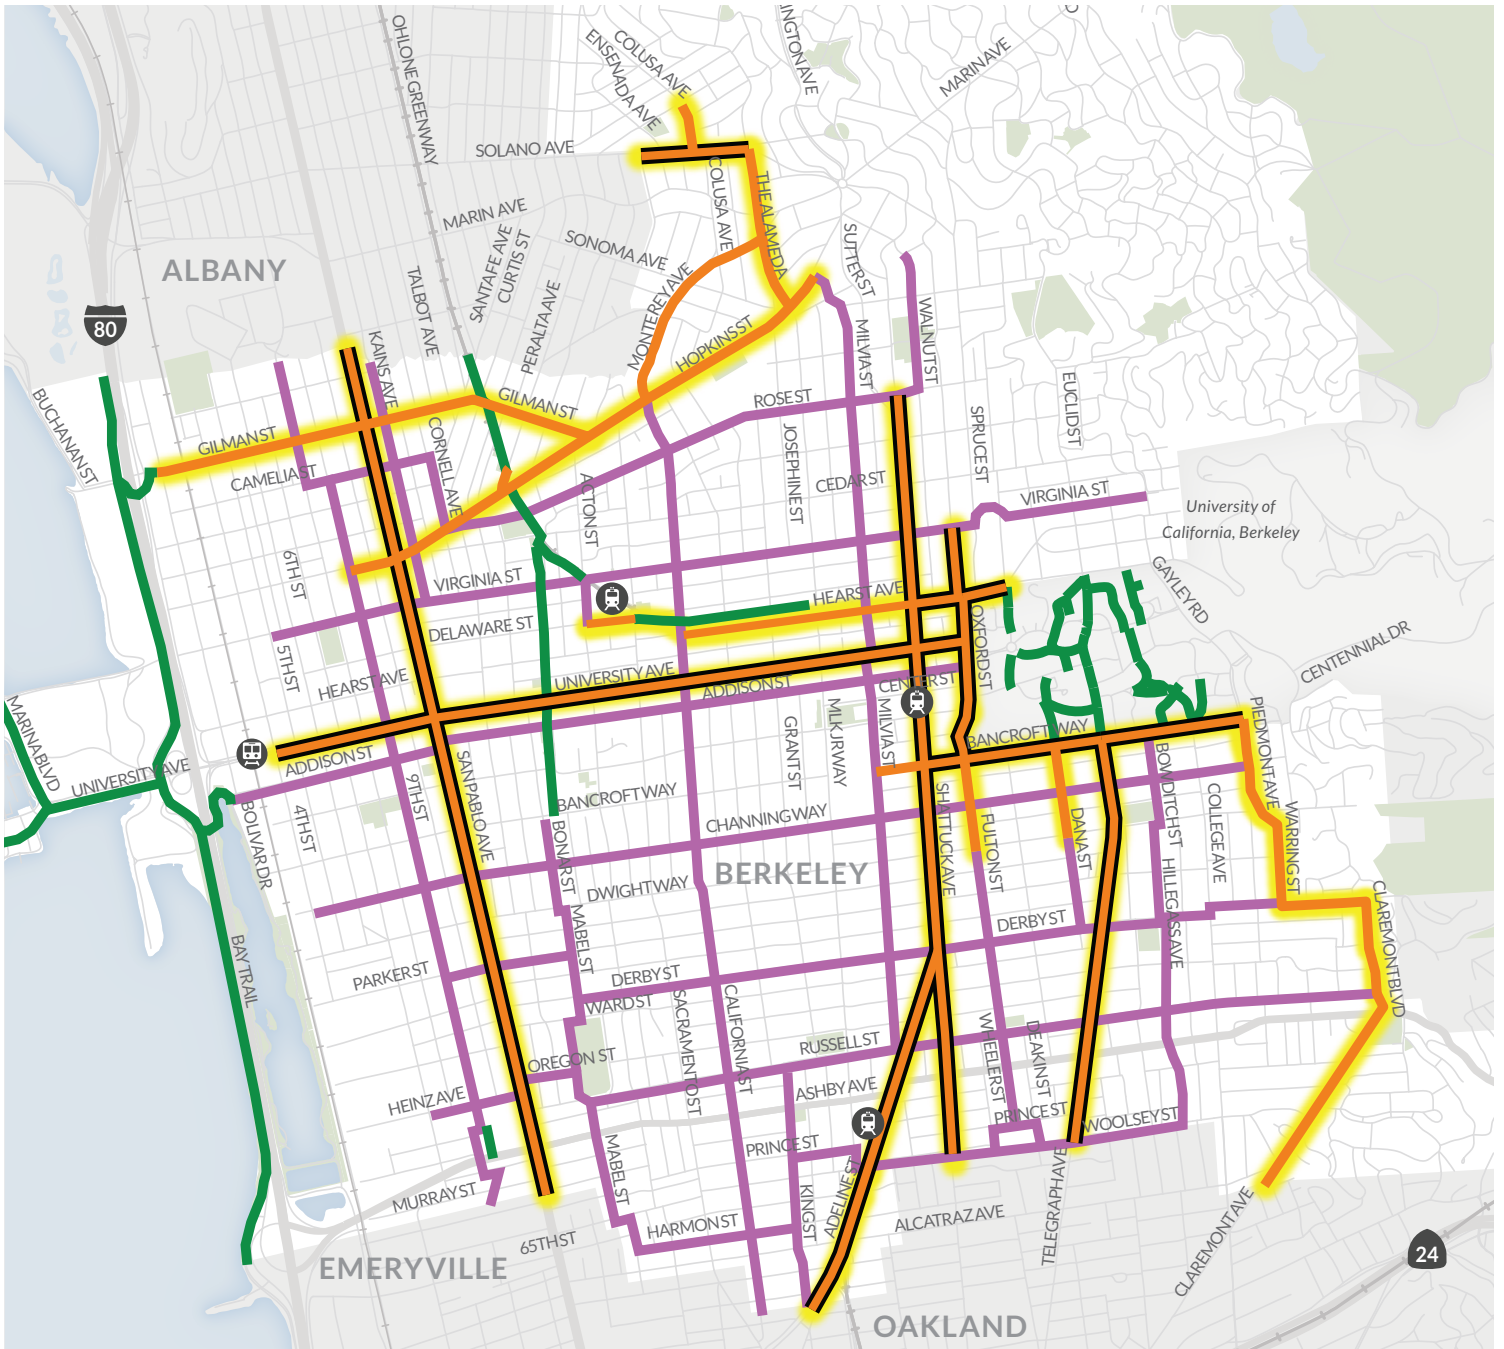 OHLONE GREENWAY
COLUSA AVE
ENSENADA AVE
INGTON AVE
MARIN AVE
SOLANO AVE
COLUSA AVE
THE ALAMEDA
MARIN AVE
SANTA FE AVE
CURTIS ST
SONOMA AVE
SUTTER ST
ALBANY
TALBOT AVE
PERALTA AVE
MONTEREY AVE
HOPKINS ST
MILVIA ST
WALNUT ST
80
KAINS AVE
BUCHANAN ST
GILMAN ST
GILMAN ST
ROSE ST
EUCLID ST
SPRUCE ST
CORNELL AVE
CAMELIA ST
ACTON ST
JOSEPHINE ST
CEDAR ST
VIRGINIA ST
University of
California, Berkeley
6TH ST
VIRGINIA ST
GAYLEY RD
HEARST AVE
DELAWARE ST
OXFORD ST
CENTENNIAL DR
5TH ST
HEARST AVE
UNIVERSITY AVE
ADDISON ST
CENTER ST
MARINA BLVD
UNIVERSITY AVE
ADDISON ST
GRANT ST
MLK JR WAY
MILVIA ST
BANCROFT WAY
PIEDMONT AVE
BOLIVAR DR
4TH ST
9TH ST
SAN PABLO AVE
BANCROFT WAY
BONAR ST
CHANNING WAY
SHATTUCK AVE
FULTON ST
DANA ST
BOWDITCH ST
COLLEGE AVE
WARRING ST
BERKELEY
DWIGHT WAY
HILLEGASS AVE
CLAREMONT BLVD
BAY TRAIL
MABEL ST
DERBY ST
PARKER ST
DERBY ST
WARD ST
SACRAMENTO ST
CALIFORNIA ST
WHEELER ST
DEAKIN ST
RUSSELL ST
OREGON ST
HEINZ AVE
ASHBY AVE
PRINCE ST
WOOLSEY ST
PRINCE ST
MABEL ST
MURRAY ST
KING ST
ADELINE ST
TELEGRAPH AVE
ALCATRAZ AVE
HARMON ST
CLAREMONT AVE
65TH ST
24
EMERYVILLE
OAKLAND